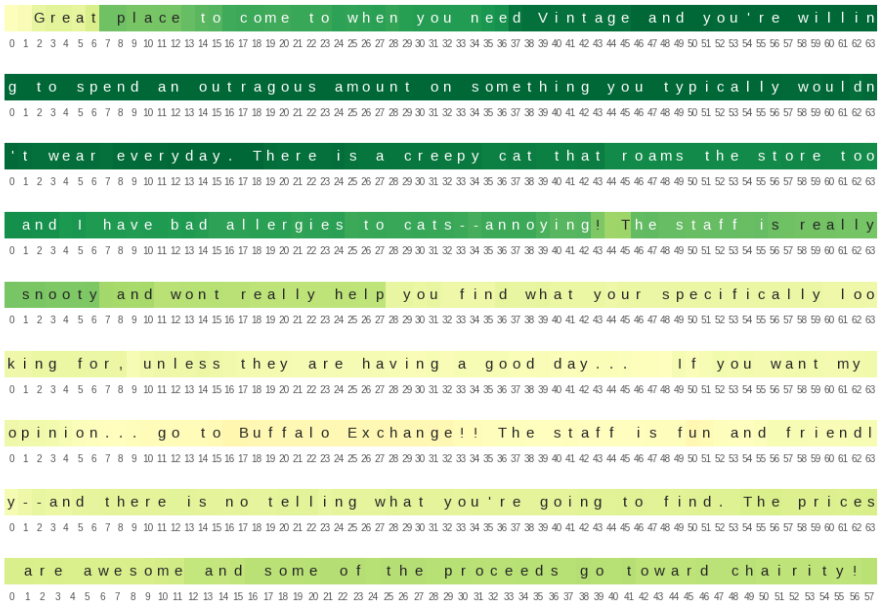 Great place to come to when you need Vintage and you're willin
0 1 2 3 4 5 6 7 8 9 10 11 12 13 14 15 16 17 18 19 20 21 22 23 24 25 26 27 28 29 30 31 32 33 34 35 36 37 38 39 40 41 42 43 44 45 46 47 48 49 50 51 52 53 54 55 56 57 58 59 60 61 62 63
g to spend an outragous amount on something you typically wouldn
0 1 2 3 4 5 6 7 8 9 10 11 12 13 14 15 16 17 18 19 20 21 22 23 24 25 26 27 28 29 30 31 32 33 34 35 36 37 38 39 40 41 42 43 44 45 46 47 48 49 50 51 52 53 54 55 56 57 58 59 60 61 62 63
't wear everyday. There is a creepy cat that roams the store too
0 1 2 3 4 5 6 7 8 9 10 11 12 13 14 15 16 17 18 19 20 21 22 23 24 25 26 27 28 29 30 31 32 33 34 35 36 37 38 39 40 41 42 43 44 45 46 47 48 49 50 51 52 53 54 55 56 57 58 59 60 61 62 63
and I have bad allergies to cats--annoying! The staff is really
0 1 2 3 4 5 6 7 8 9 10 11 12 13 14 15 16 17 18 19 20 21 22 23 24 25 26 27 28 29 30 31 32 33 34 35 36 37 38 39 40 41 42 43 44 45 46 47 48 49 50 51 52 53 54 55 56 57 58 59 60 61 62 63
snooty and wont really help you find what your specifically loo
0 1 2 3 4 5 6 7 8 9 10 11 12 13 14 15 16 17 18 19 20 21 22 23 24 25 26 27 28 29 30 31 32 33 34 35 36 37 38 39 40 41 42 43 44 45 46 47 48 49 50 51 52 53 54 55 56 57 58 59 60 61 62 63
king for, unless they are having a good day... If you want my
0 1 2 3 4 5 6 7 8 9 10 11 12 13 14 15 16 17 18 19 20 21 22 23 24 25 26 27 28 29 30 31 32 33 34 35 36 37 38 39 40 41 42 43 44 45 46 47 48 49 50 51 52 53 54 55 56 57 58 59 60 61 62 63
opinion... go to Buffalo Exchange!! The staff is fun and friendl
0 1 2 3 4 5 6 7 8 9 10 11 12 13 14 15 16 17 18 19 20 21 22 23 24 25 26 27 28 29 30 31 32 33 34 35 36 37 38 39 40 41 42 43 44 45 46 47 48 49 50 51 52 53 54 55 56 57 58 59 60 61 62 63
y--and there is no telling what you're going to find. The prices
0 1 2 3 4 5 6 7 8 9 10 11 12 13 14 15 16 17 18 19 20 21 22 23 24 25 26 27 28 29 30 31 32 33 34 35 36 37 38 39 40 41 42 43 44 45 46 47 48 49 50 51 52 53 54 55 56 57 58 59 60 61 62 63
are awesome and some of the proceeds go toward chairity!
0 1 2 3 4 5 6 7 8 9 10 11 12 13 14 15 16 17 18 19 20 21 22 23 24 25 26 27 28 29 30 31 32 33 34 35 36 37 38 39 40 41 42 43 44 45 46 47 48 49 50 51 52 53 54 55 56 57